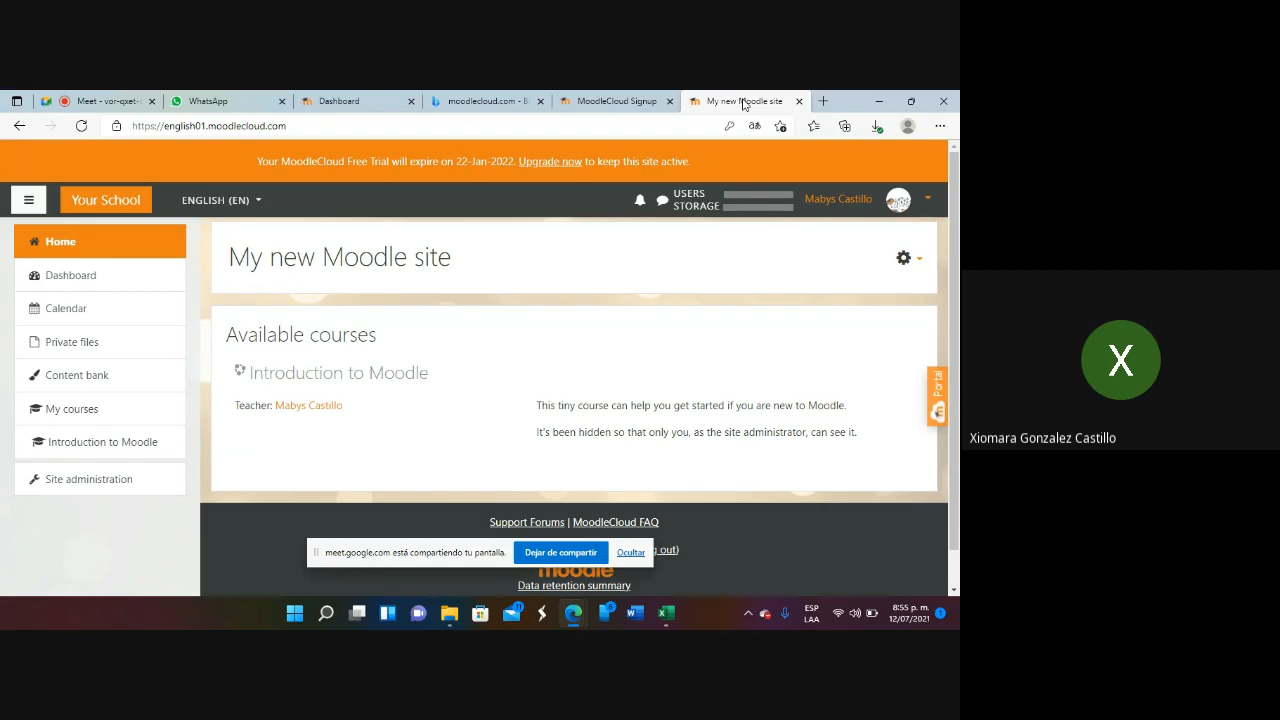 Meet - vor-qxet-
WhatsApp
Dashboard
moodlecloud.com - B
MoodleCloud Signup
My new Moodle site
https://english01.moodlecloud.com
Your MoodleCloud Free Trial will expire on 22-Jan-2022. Upgrade now to keep this site active.
Your School
ENGLISH (EN)
USERS
STORAGE
Mabys Castillo
Home
Dashboard
Calendar
Private files
Content bank
My courses
Introduction to Moodle
Site administration
My new Moodle site
Available courses
Introduction to Moodle
Teacher: Mabys Castillo
This tiny course can help you get started if you are new to Moodle.
It's been hidden so that only you, as the site administrator, can see it.
Portal
Support Forums | MoodleCloud FAQ
out)
meet.google.com está compartiendo tu pantalla.
Dejar de compartir
Ocultar
moodle
Data retention summary
ESP
LAA
8:55 p. m.
12/07/2021
X
Xiomara Gonzalez Castillo